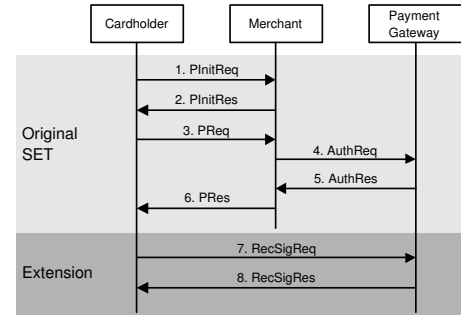 Cardholder
Merchant
Payment
Gateway
1. PInitReq
2. PInitRes
Original
SET
3. PReq
4. AuthReq
5. AuthRes
6. PRes
7. RecSigReq
Extension
8. RecSigRes